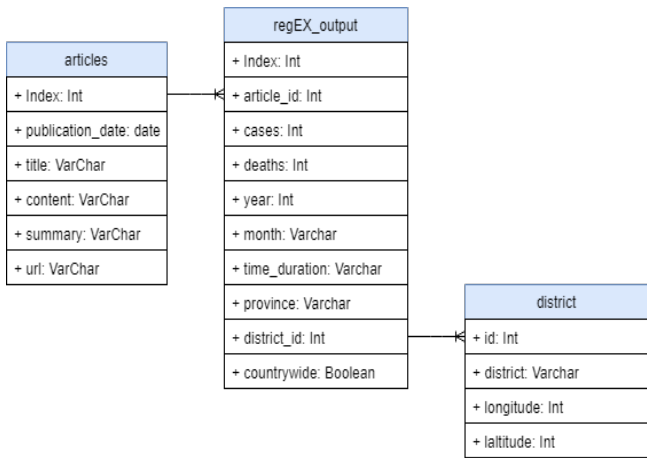 articles
+ Index: Int
+ publication_date: date
+ title: VarChar
+ content: VarChar
+ summary: VarChar
+ url: VarChar
regEX_output
+ Index: Int
+ article_id: Int
+ cases: Int
+ deaths: Int
+ year: Int
+ month: Varchar
+ time_duration: Varchar
+ province: Varchar
+ district_id: Int
+ countrywide: Boolean
district
+ id: Int
+ district: Varchar
+ longitude: Int
+ laltitude: Int